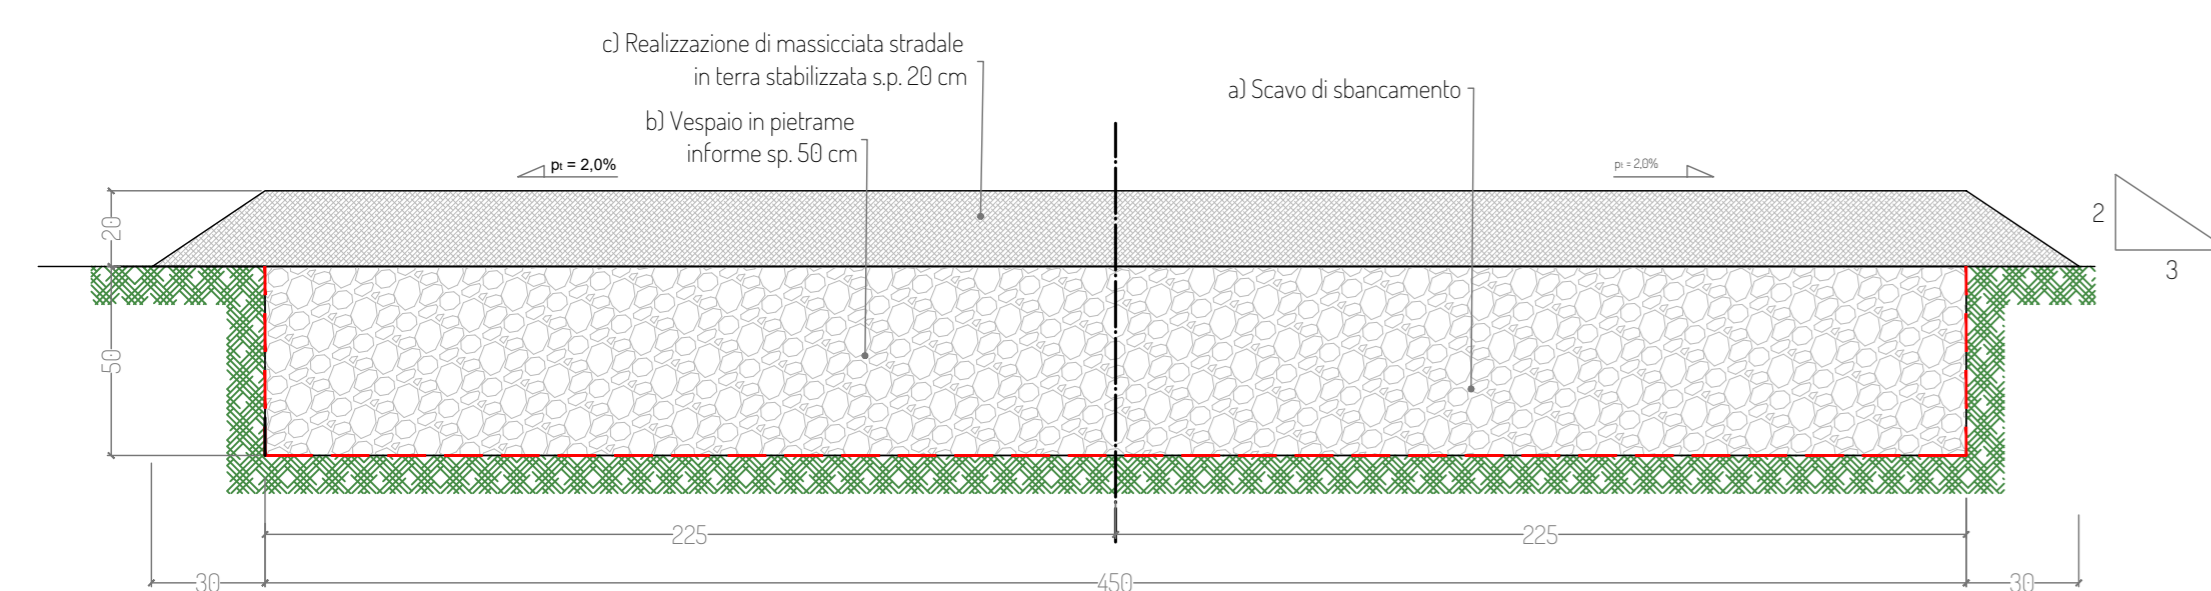 c) Realizzazione di massicciata stradale
in terra stabilizzata s.p. 20 cm
a) Scavo di sbancamento
b) Vespaio in pietrame
informe sp. 50 cm
pt = 2,0%
pt = 2,0%
20
2
3
50
225
225
30
450
30